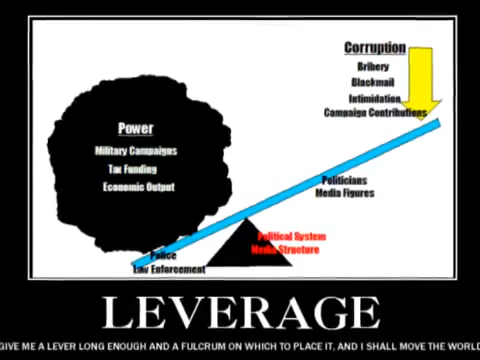 Corruption
Bribery
Blackmail
Intimidation
Campaign Contributions
Power
Military Campaigns
Tax Funding
Economic Output
Politicians
Media Figures
Political System
Media Structure
Police
Law Enforcement
LEVERAGE
GIVE ME A LEVER LONG ENOUGH AND A FULCRUM ON WHICH TO PLACE IT, AND I SHALL MOVE THE WORLD